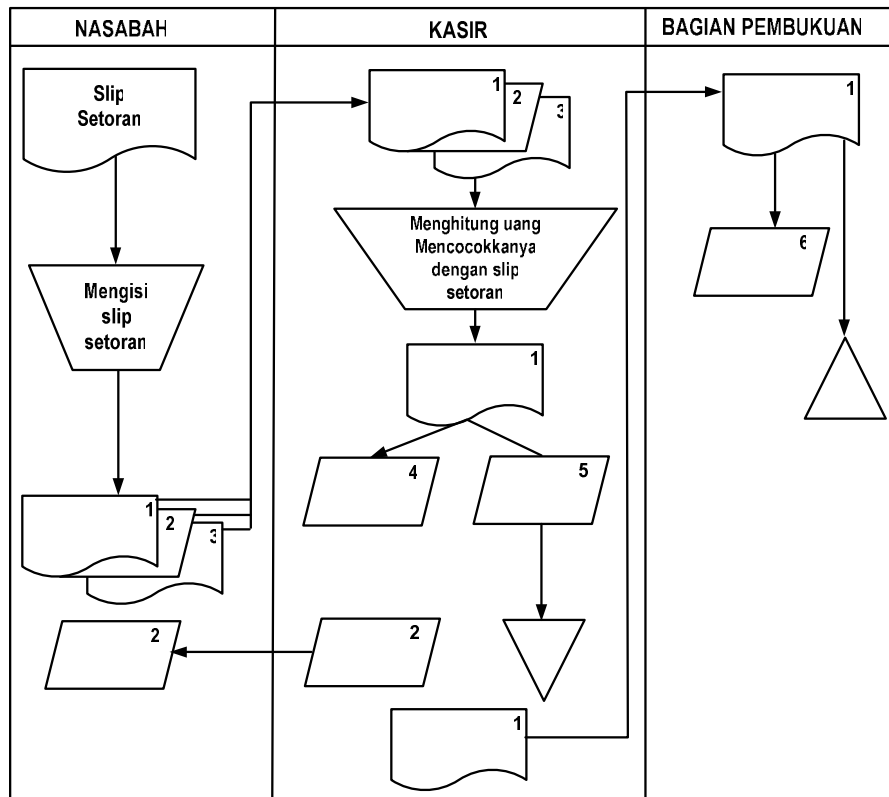 NASABAH
KASIR
BAGIAN PEMBUKUAN
Slip
Setoran
Mengisi
slip
setoran
1
2
3
2
1
2
3
Menghitung uang
Mencocokkanya
dengan slip
setoran
1
4
5
2
1
1
6